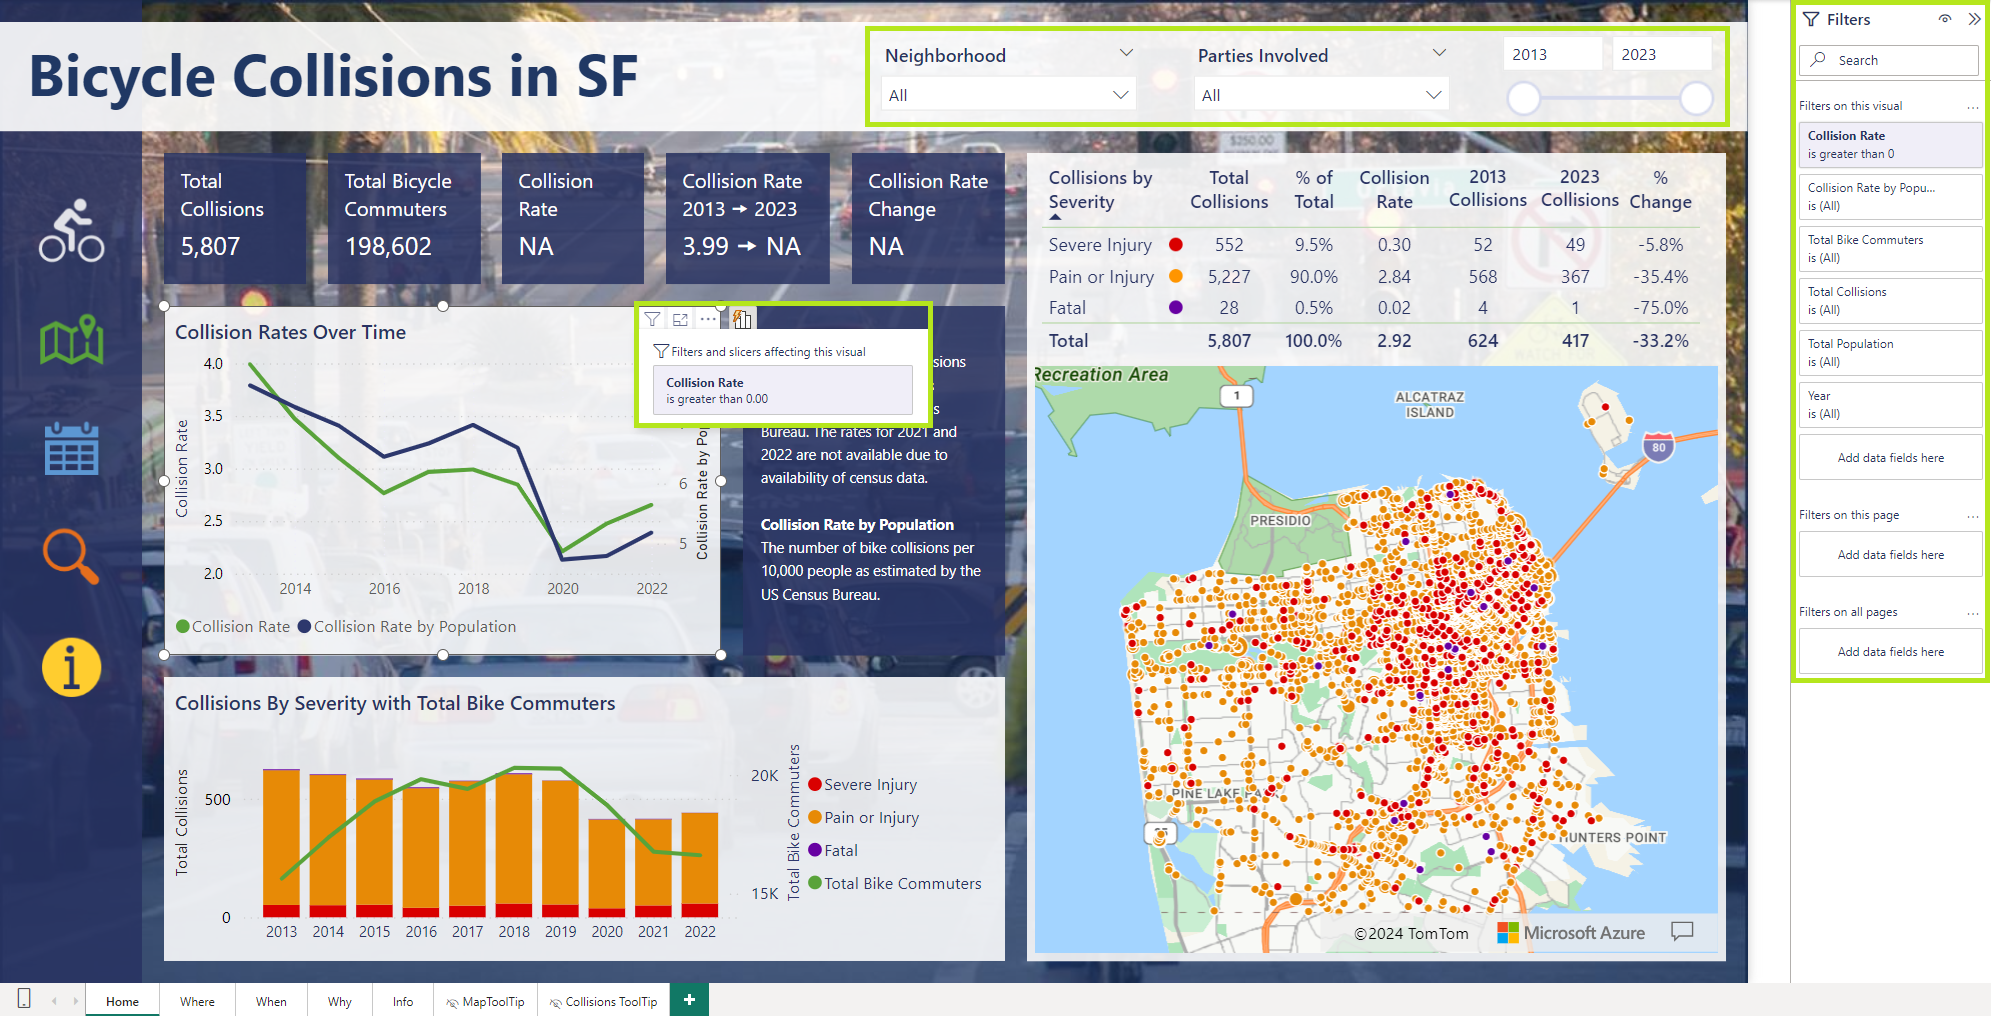 Bicycle Collisions in SF
Neighborhood
All
Parties Involved
All
2013
2023
Total
Collisions
5,807
Total Bicycle
Commuters
198,602
Collision
Rate
NA
Collision Rate
2013 → 2023
3.99 → NA
Collision Rate
Change
NA
Collision Rates Over Time
4.0
3.5
3.0
2.5
2.0
Collision Rate
2014 2016 2018 2020 2022
6
5
Collision Rate by Pop
Collision Rate Collision Rate by Population
Filters and slicers affecting this visual
Collision Rate
is greater than 0.00
sions
s
s
Bureau. The rates for 2021 and
2022 are not available due to
availability of census data.
Collision Rate by Population
The number of bike collisions per
10,000 people as estimated by the
US Census Bureau.
Collisions By Severity with Total Bike Commuters
Total Collisions
500
0
2013 2014 2015 2016 2017 2018 2019 2020 2021 2022
20K
15K
Total Bike Commuters
Severe Injury
Pain or Injury
Fatal
Total Bike Commuters
Collisions by Severity Total Collisions % of Total Collision Rate 2013 Collisions 2023 Collisions % Change
Severe Injury 552 9.5% 0.30 52 49 -5.8%
Pain or Injury 5,227 90.0% 2.84 568 367 -35.4%
Fatal 28 0.5% 0.02 4 1 -75.0%
Total 5,807 100.0% 2.92 624 417 -33.2%
Recreation Area
1
ALCATRAZ
ISLAND
80
PRESIDIO
PINE LAKE PARK
HUNTERS POINT
©2024 TomTom
Microsoft Azure
Filters
Search
Filters on this visual ...
Collision Rate
is greater than 0
Collision Rate by Popu...
is (All)
Total Bike Commuters
is (All)
Total Collisions
is (All)
Total Population
is (All)
Year
is (All)
Add data fields here
Filters on this page ...
Add data fields here
Filters on all pages ...
Add data fields here
Home Where When Why Info MapToolTip Collisions ToolTip +